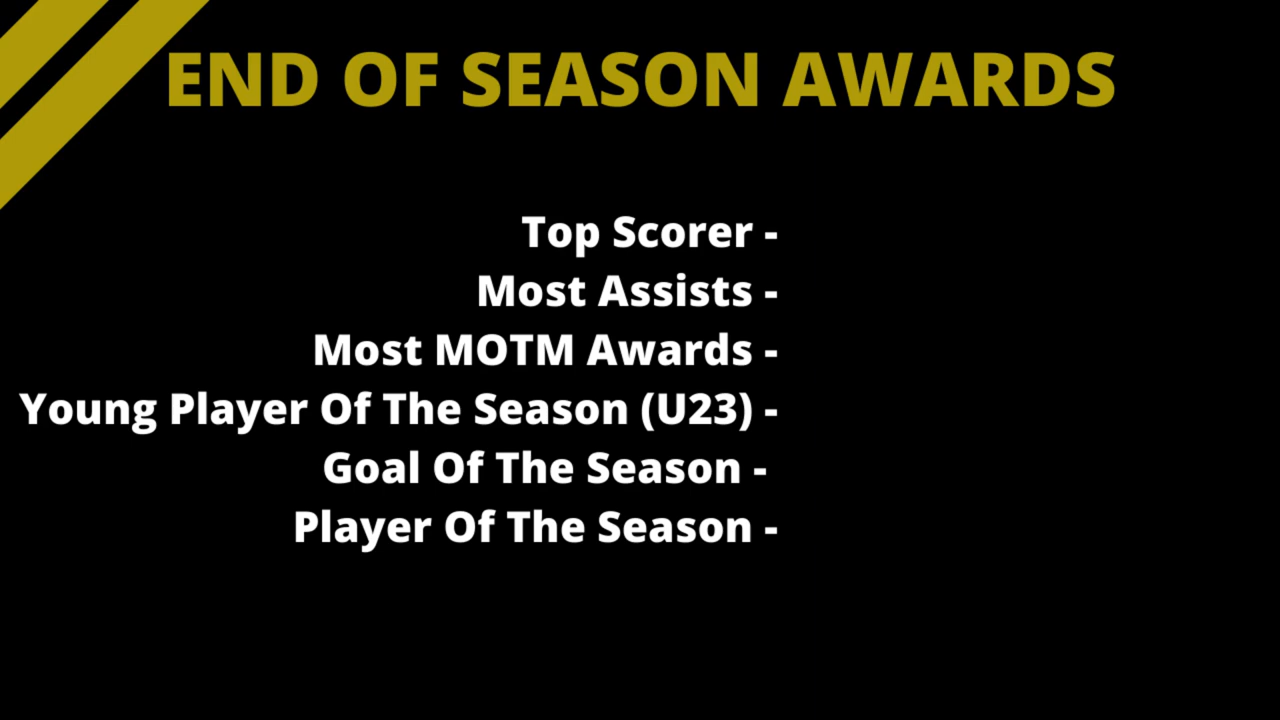 END OF SEASON AWARDS
Top Scorer -
Most Assists -
Most MOTM Awards -
Young Player Of The Season (U23) -
Goal Of The Season -
Player Of The Season -